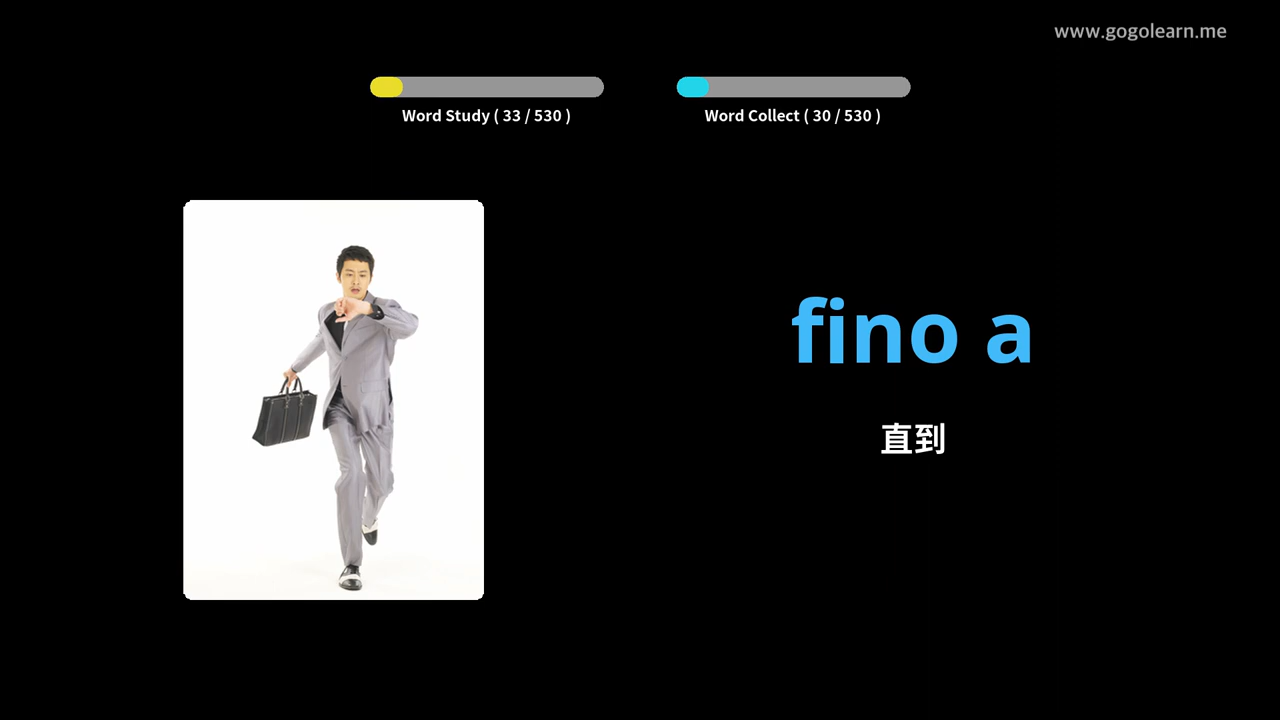 www.gogolearn.me
Word Study ( 33 / 530 )
Word Collect ( 30 / 530 )
fino a
直到